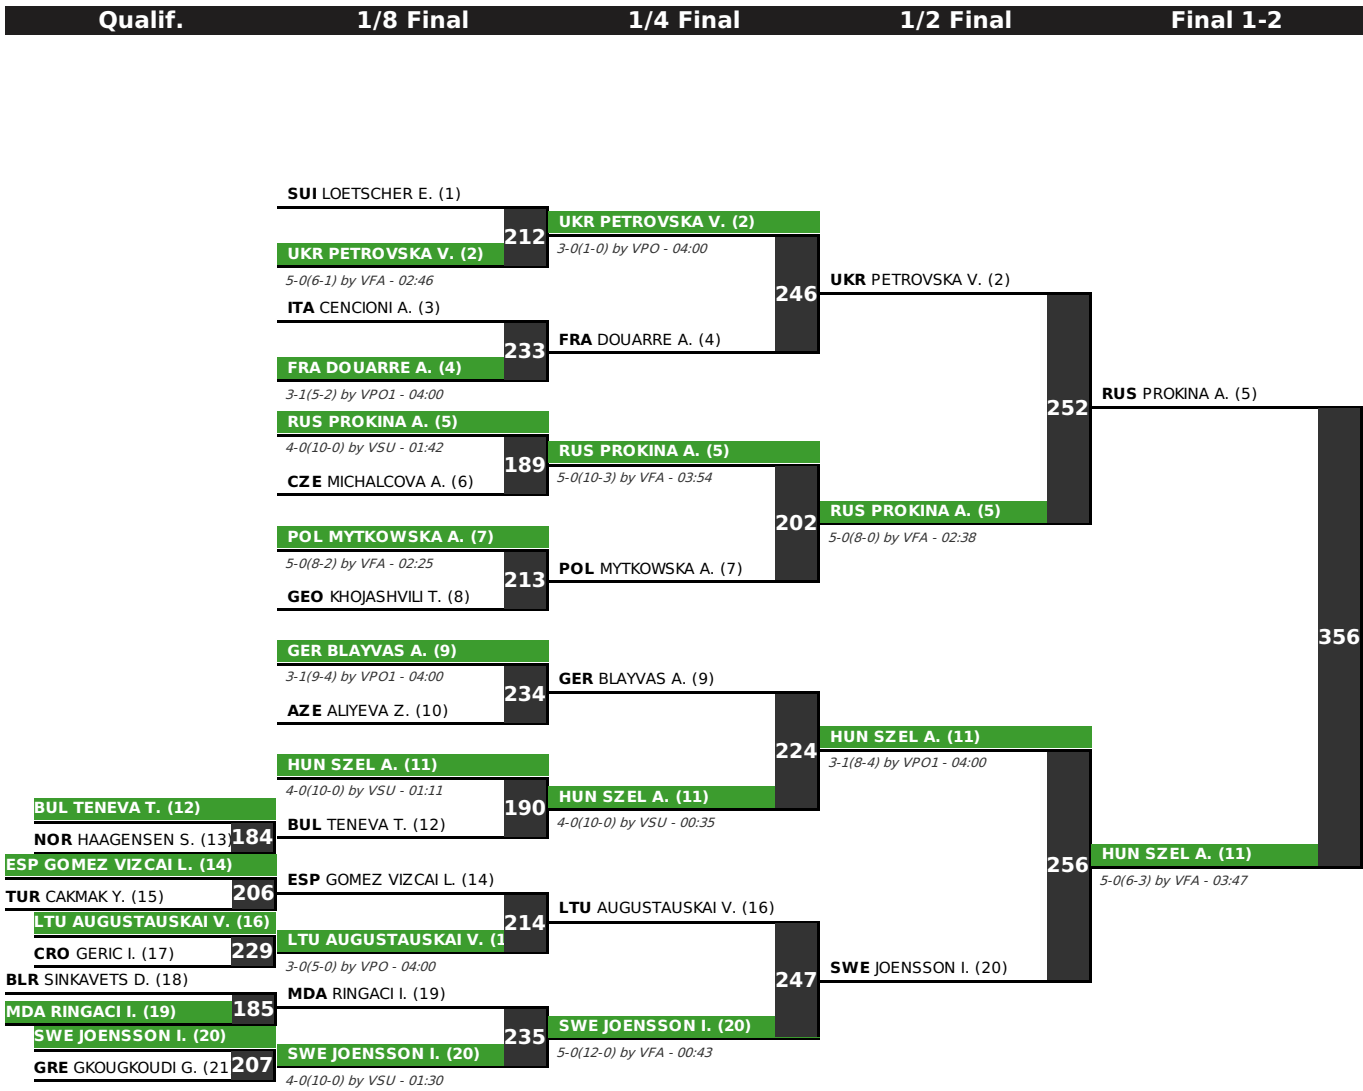 Qualif. 1/8 Final 1/4 Final 1/2 Final Final 1-2
SUI LOETSCHER E. (1)
212
UKR PETROVSKA V. (2)
5-0(6-1) by VFA - 02:46
ITA CENCIONI A. (3)
233
FRA DOUARRE A. (4)
3-1(5-2) by VPO1 - 04:00
RUS PROKINA A. (5)
4-0(10-0) by VSU - 01:42
189
CZE MICHALCOVA A. (6)
POL MYTKOWSKA A. (7)
5-0(8-2) by VFA - 02:25
213
GEO KHOJASHVILI T. (8)
GER BLAYVAS A. (9)
3-1(9-4) by VPO1 - 04:00
234
AZE ALIYEVA Z. (10)
HUN SZEL A. (11)
4-0(10-0) by VSU - 01:11
190
BUL TENEVA T. (12)
BUL TENEVA T. (12)
NOR HAAGENSEN S. (13)
184
ESP GOMEZ VIZCAI L. (14)
TUR CAKMAK Y. (15)
206
LTU AUGUSTAUSKAI V. (16)
CRO GERIC I. (17)
229
BLR SINKAVETS D. (18)
MDA RINGACI I. (19)
185
SWE JOENSSON I. (20)
GRE GKOUGKOUDI G. (21
207
ESP GOMEZ VIZCAI L. (14)
214
LTU AUGUSTAUSKAI V. (1
3-0(5-0) by VPO - 04:00
MDA RINGACI I. (19)
235
SWE JOENSSON I. (20)
4-0(10-0) by VSU - 01:30
UKR PETROVSKA V. (2)
3-0(1-0) by VPO - 04:00
246
FRA DOUARRE A. (4)
RUS PROKINA A. (5)
5-0(10-3) by VFA - 03:54
202
POL MYTKOWSKA A. (7)
GER BLAYVAS A. (9)
224
HUN SZEL A. (11)
4-0(10-0) by VSU - 00:35
LTU AUGUSTAUSKAI V. (16)
247
SWE JOENSSON I. (20)
5-0(12-0) by VFA - 00:43
UKR PETROVSKA V. (2)
252
RUS PROKINA A. (5)
5-0(8-0) by VFA - 02:38
HUN SZEL A. (11)
3-1(8-4) by VPO1 - 04:00
256
SWE JOENSSON I. (20)
RUS PROKINA A. (5)
356
HUN SZEL A. (11)
5-0(6-3) by VFA - 03:47